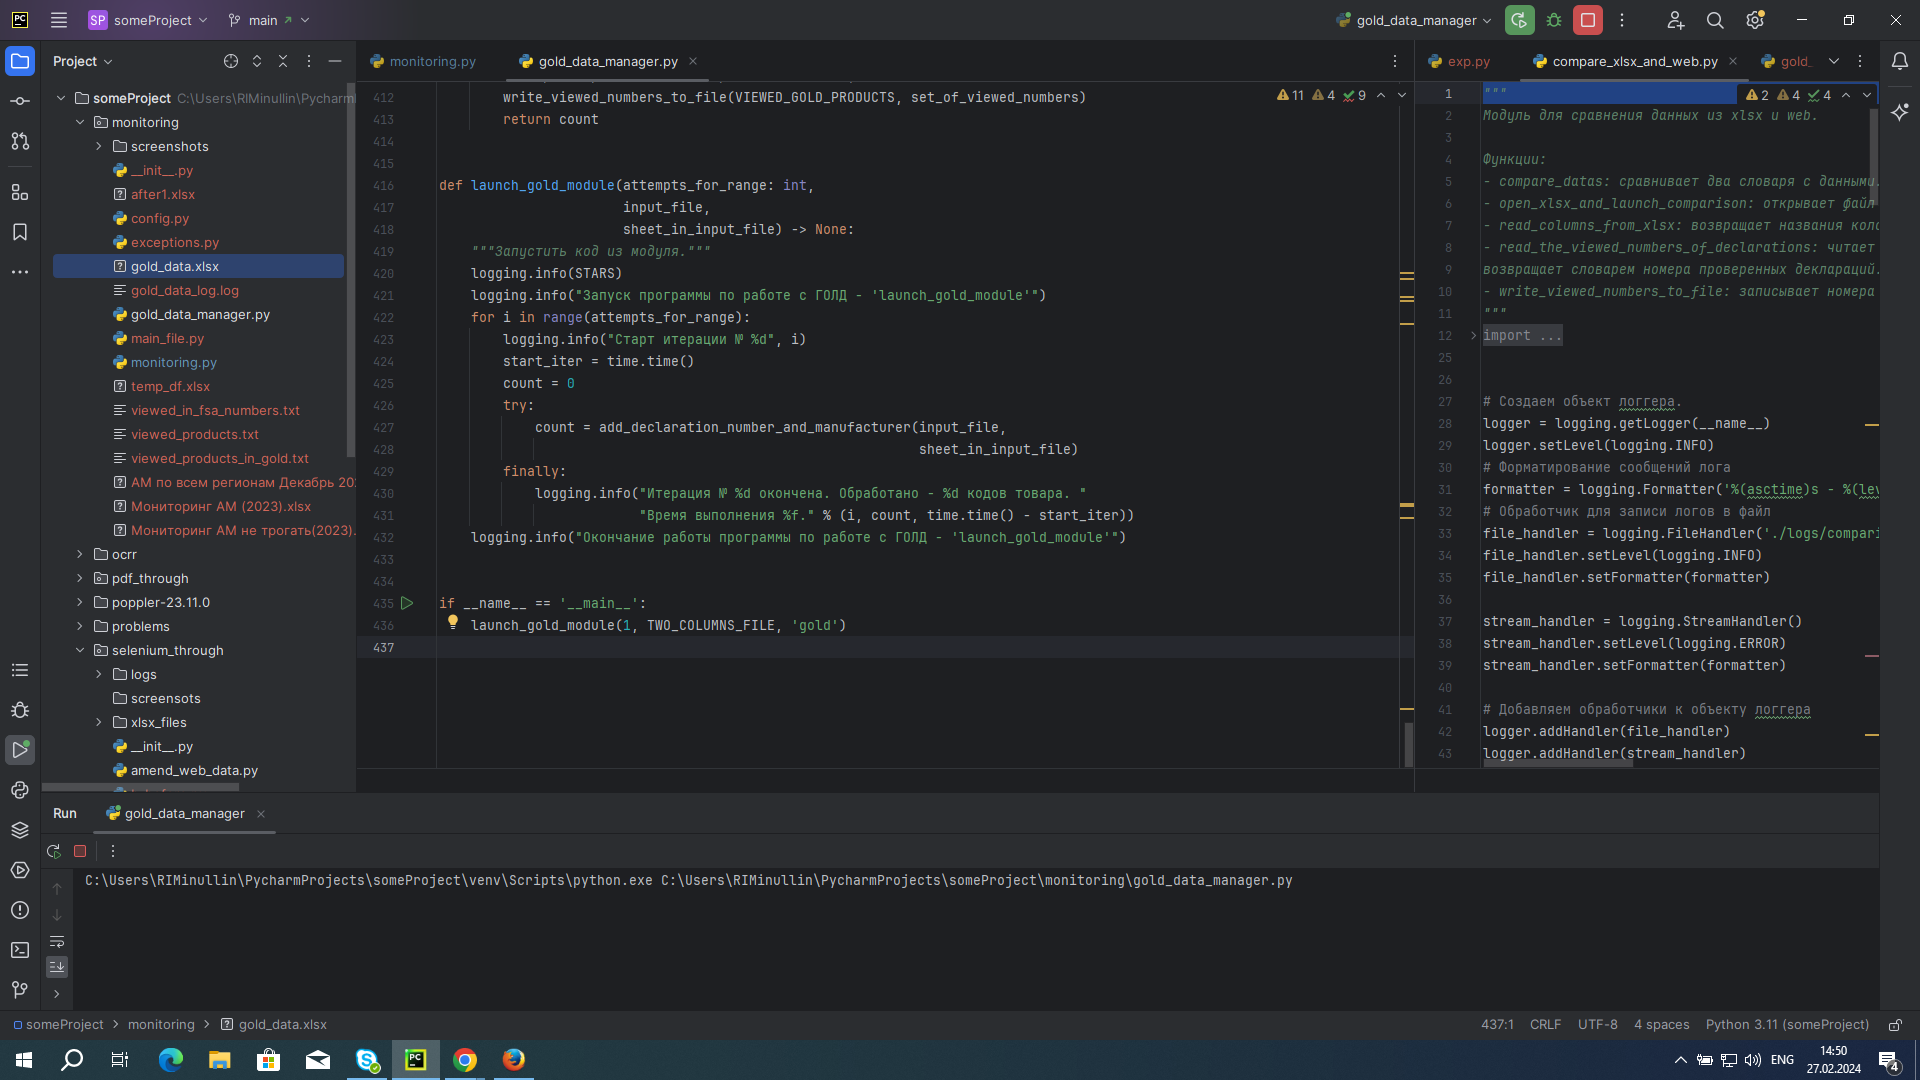 SP someProject main gold_data_manager
Project
someProject C:\Users\RIMinullin\Pycharm
monitoring
screenshots
__init__.py
after1.xlsx
config.py
exceptions.py
gold_data.xlsx
gold_data_log.log
gold_data_manager.py
main_file.py
monitoring.py
temp_df.xlsx
viewed_in_fsa_numbers.txt
viewed_products.txt
viewed_products_in_gold.txt
АМ по всем регионам Декабрь 20
Мониторинг АМ (2023).xlsx
Мониторинг АМ не трогать(2023).
ocrr
pdf_through
poppler-23.11.0
problems
selenium_through
logs
screensots
xlsx_files
__init__.py
amend_web_data.py
monitoring.py gold_data_manager.py
11 4 9
412 write_viewed_numbers_to_file(VIEWED_GOLD_PRODUCTS, set_of_viewed_numbers)
413 return count
414
415
416 def launch_gold_module(attempts_for_range: int,
417 input_file,
418 sheet_in_input_file) -> None:
419 """Запустить код из модуля."""
420 logging.info(STARS)
421 logging.info("Запуск программы по работе с ГОЛД - 'launch_gold_module'")
422 for i in range(attempts_for_range):
423 logging.info("Старт итерации № %d", i)
424 start_iter = time.time()
425 count = 0
426 try:
427 count = add_declaration_number_and_manufacturer(input_file,
428 sheet_in_input_file)
429 finally:
430 logging.info("Итерация № %d окончена. Обработано - %d кодов товара. "
431 "Время выполнения %f." % (i, count, time.time() - start_iter))
432 logging.info("Окончание работы программы по работе с ГОЛД - 'launch_gold_module'")
433
434
435 if __name__ == '__main__':
436 launch_gold_module(1, TWO_COLUMNS_FILE, 'gold')
437
exp.py compare_xlsx_and_web.py gold_
2 4 4
1 """
2 Модуль для сравнения данных из xlsx и web.
3
4 Функции:
5 - compare_datas: сравнивает два словаря с данными.
6 - open_xlsx_and_launch_comparison: открывает файл
7 - read_columns_from_xlsx: возвращает названия коло
8 - read_the_viewed_numbers_of_declarations: читает
9 возвращает словарем номера проверенных деклараций.
10 - write_viewed_numbers_to_file: записывает номера
11 """
12 import ...
25
26
27 # Создаем объект логгера.
28 logger = logging.getLogger(__name__)
29 logger.setLevel(logging.INFO)
30 # Форматирование сообщений лога
31 formatter = logging.Formatter('%(asctime)s - %(lev
32 # Обработчик для записи логов в файл
33 file_handler = logging.FileHandler('./logs/compari
34 file_handler.setLevel(logging.INFO)
35 file_handler.setFormatter(formatter)
36
37 stream_handler = logging.StreamHandler()
38 stream_handler.setLevel(logging.ERROR)
39 stream_handler.setFormatter(formatter)
40
41 # Добавляем обработчики к объекту логгера
42 logger.addHandler(file_handler)
43 logger.addHandler(stream_handler)
Run gold_data_manager
C:\Users\RIMinullin\PycharmProjects\someProject\venv\Scripts\python.exe C:\Users\RIMinullin\PycharmProjects\someProject\monitoring\gold_data_manager.py
someProject monitoring gold_data.xlsx
437:1 CRLF UTF-8 4 spaces Python 3.11 (someProject)
ENG
14:50
27.02.2024
4